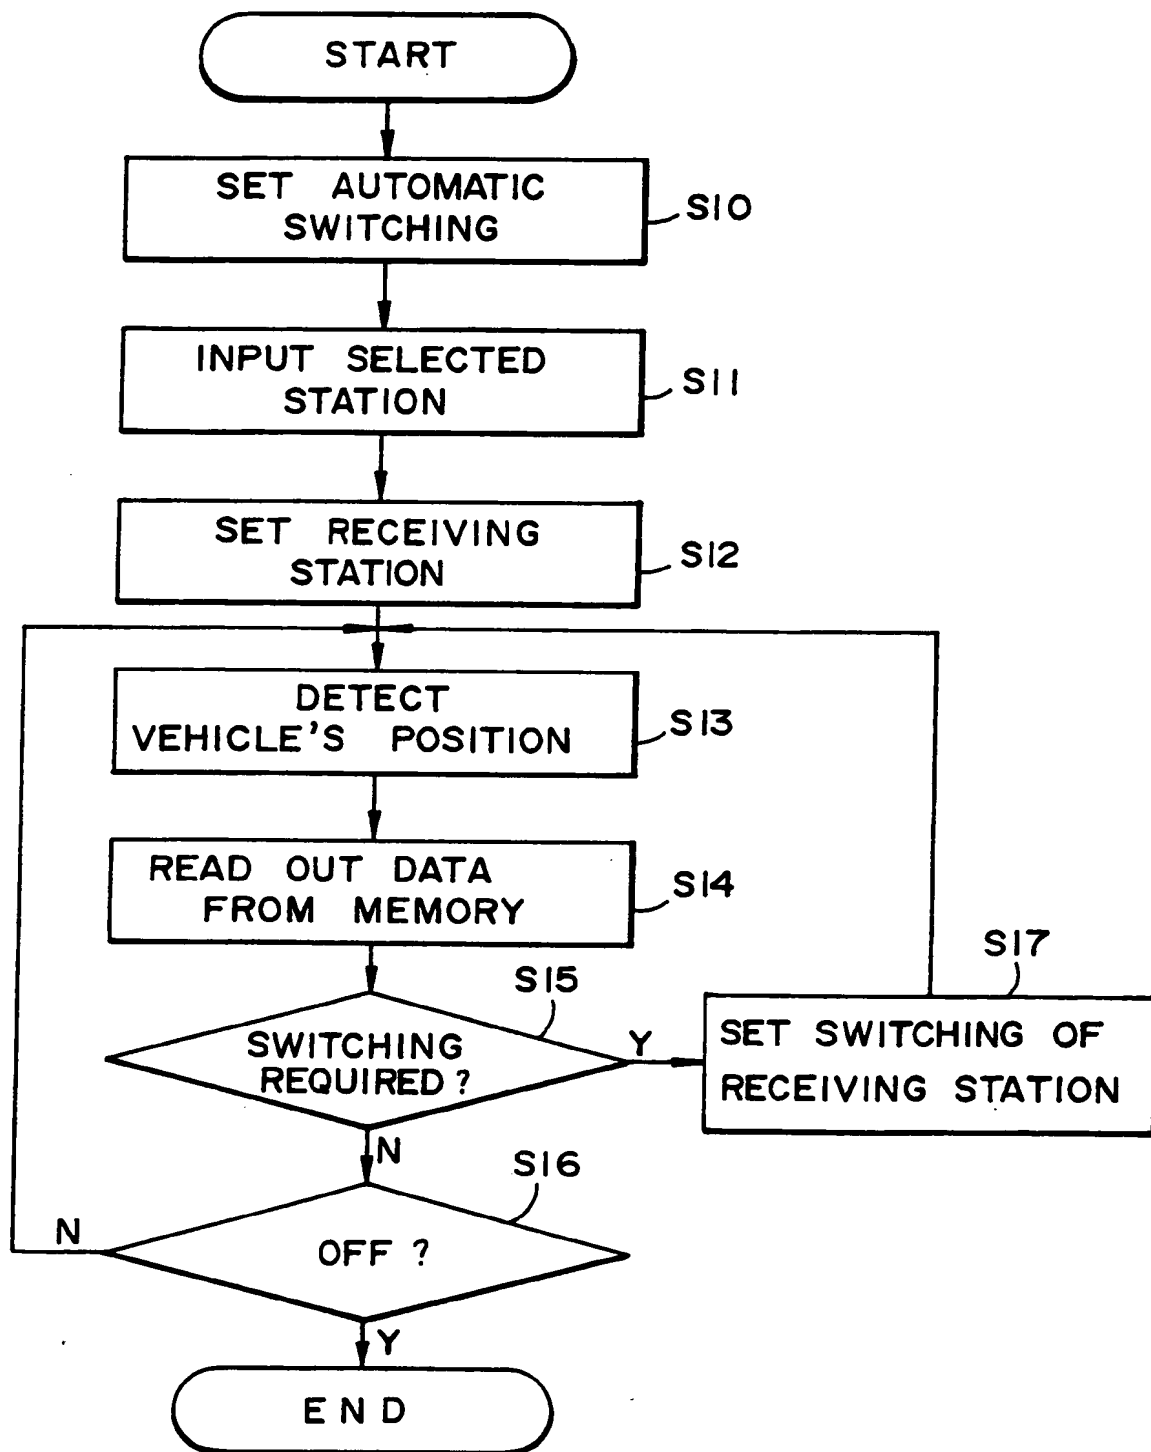 START
SET AUTOMATIC
SWITCHING
S10
INPUT SELECTED
STATION
S11
SET RECEIVING
STATION
S12
DETECT
VEHICLE'S POSITION
S13
READ OUT DATA
FROM MEMORY
S14
S15
SWITCHING
REQUIRED ?
Y
N
S17
SET SWITCHING OF
RECEIVING STATION
S16
OFF ?
N
Y
END